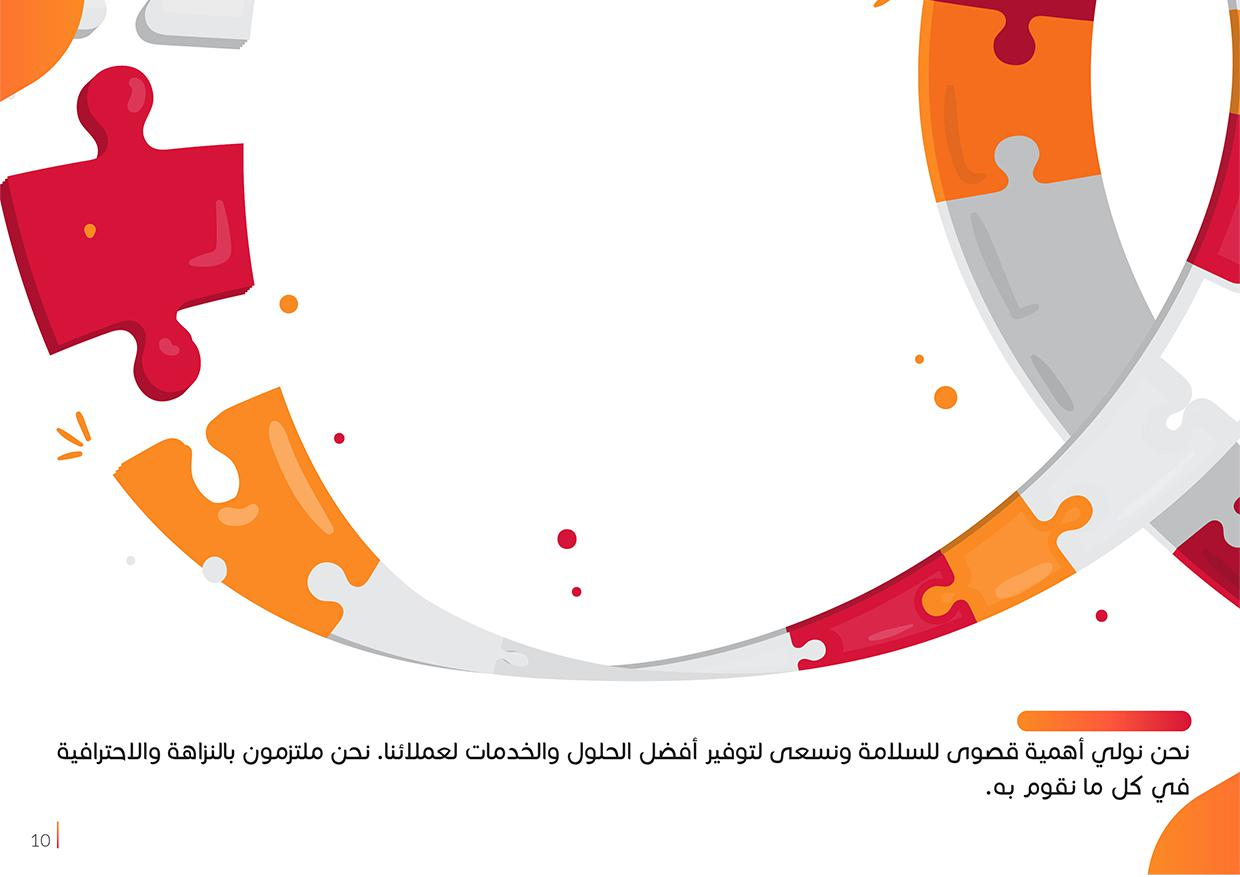 نحن نولي أهمية قصوى للسلامة ونسعى لتوفير أفضل الحلول والخدمات لعملائنا. نحن ملتزمون بالنزاهة والاحترافية
في كل ما نقوم به.
10